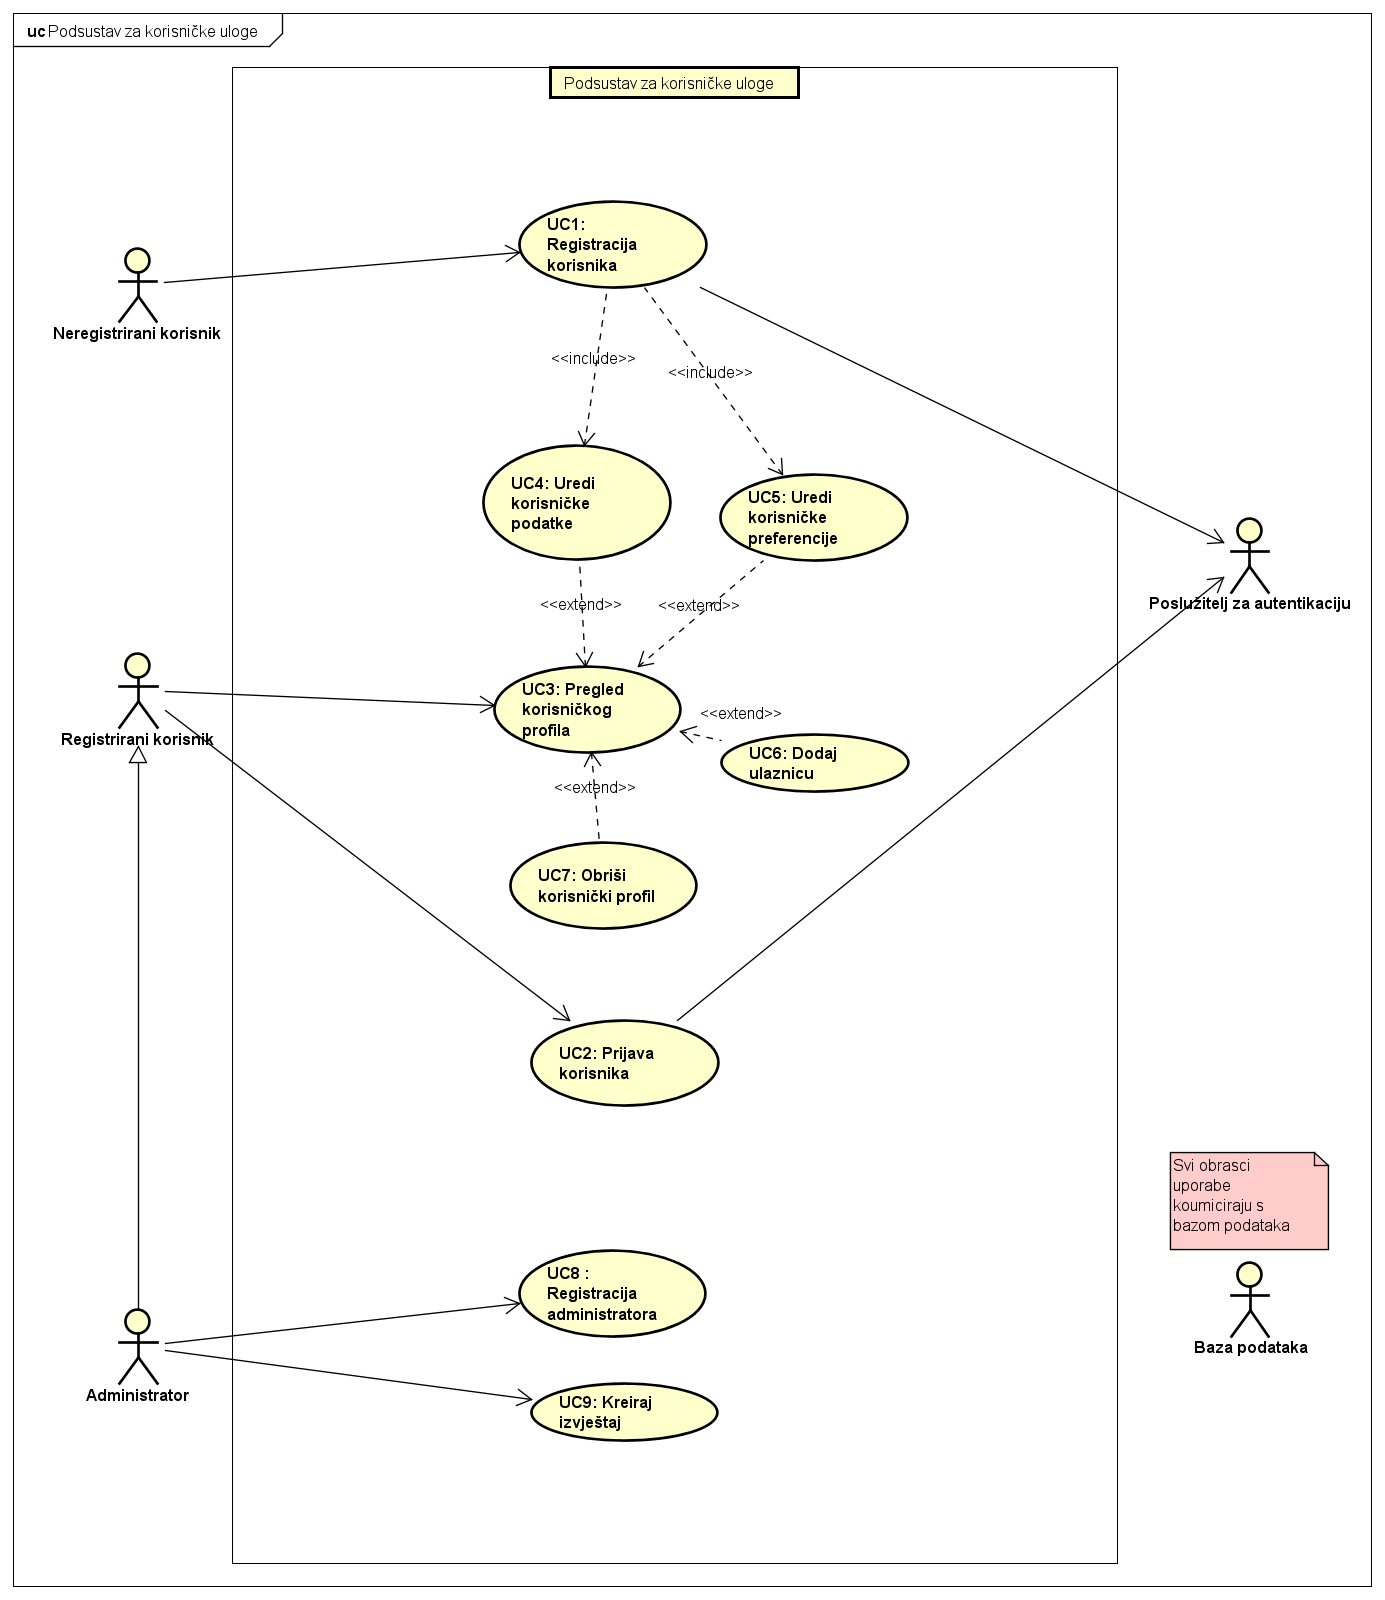 uc Podsustav za korisničke uloge
Podsustav za korisničke uloge
UC1:
Registracija
korisnika
Neregistrirani korisnik
<<include>>
<<include>>
UC4: Uredi
korisničke
podatke
UC5: Uredi
korisničke
preferencije
Poslužitelj za autentikaciju
<<extend>>
<<extend>>
UC3: Pregled
korisničkog
profila
<<extend>>
Registrirani korisnik
UC6: Dodaj
ulaznicu
<<extend>>
UC7: Obriši
korisnički profil
UC2: Prijava
korisnika
Svi obrasci
uporabe
koumiciraju s
bazom podataka
UC8 :
Registracija
administratora
Baza podataka
Administrator
UC9: Kreiraj
izvještaj